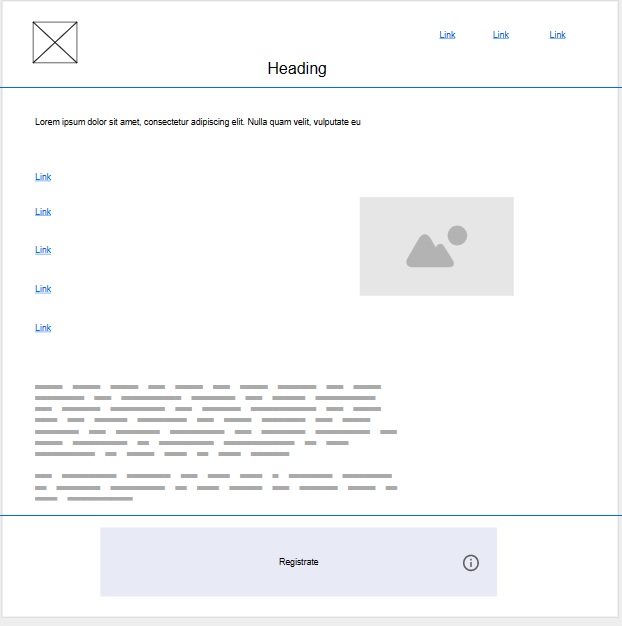 Link Link Link
Heading
Lorem ipsum dolor sit amet, consectetur adipiscing elit. Nulla quam velit, vulputate eu
Link
Link
Link
Link
Link
Registrate